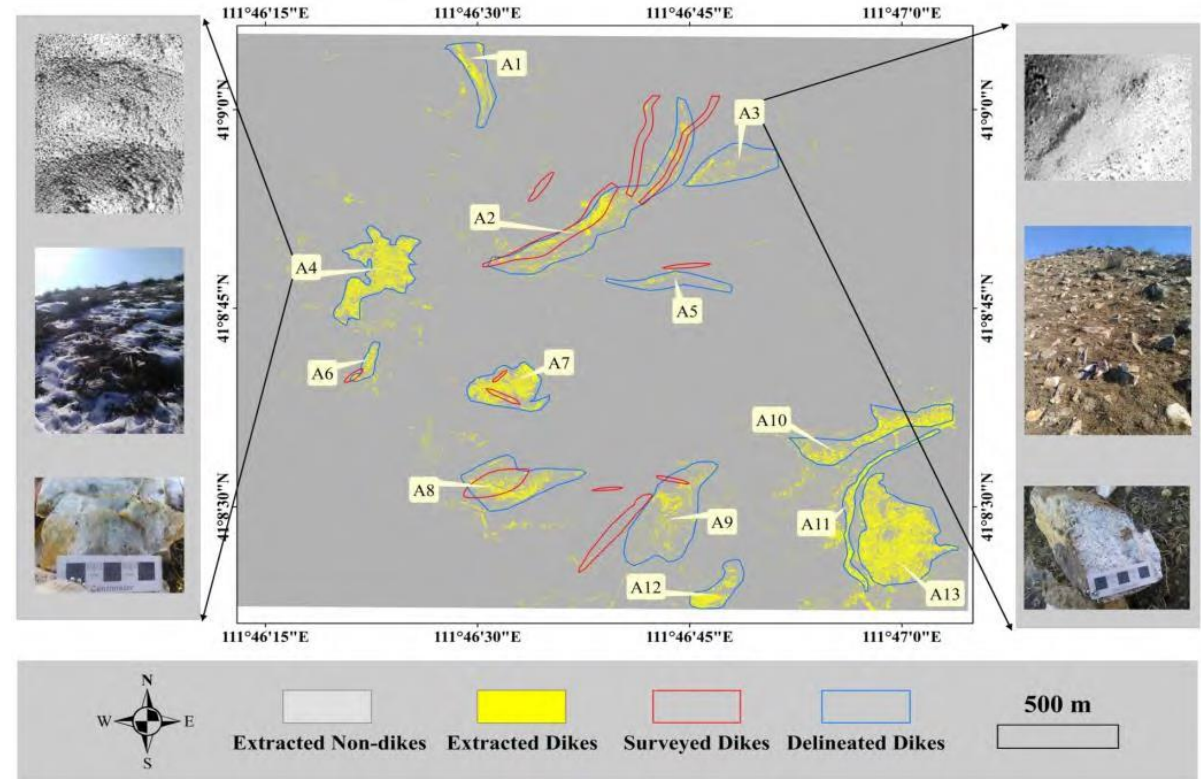 111°46'15"E 111°46'30"E 111°46'45"E 111°47'0"E
41°9'0"N
41°9'0"N
A1
A3
A2
A4
A5
41°8'45"N
41°8'45"N
A6
A7
A10
A8
A9
A11
41°8'30"N
41°8'30"N
A12
A13
111°46'15"E 111°46'30"E 111°46'45"E 111°47'0"E
N
W E
S
Extracted Non-dikes
Extracted Dikes
Surveyed Dikes
Delineated Dikes
500 m